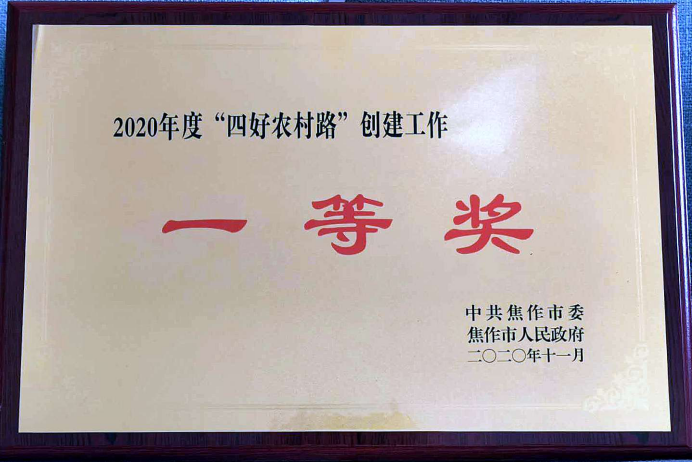 2020年度“四好农村路”创建工作
一等奖
中共焦作市委
焦作市人民政府
二〇二〇年十一月